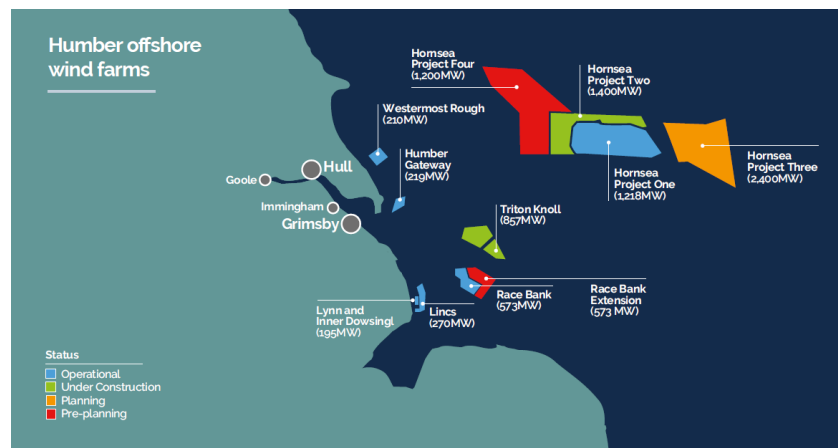 Humber offshore
wind farms
Hornsea
Project Four
(1,200MW)
Hornsea
Project Two
(1,400MW)
Westermost Rough
(210MW)
Humber
Gateway
(219MW)
Hornsea
Project Three
(2,400MW)
Hornsea
Project One
(1,218MW)
Hull
Goole
Immingham
Grimsby
Triton Knoll
(857MW)
Lynn and
Inner Dowsingl
(195MW)
Lincs
(270MW)
Race Bank
(573MW)
Race Bank
Extension
(573 MW)
Status
Operational
Under Construction
Planning
Pre-planning